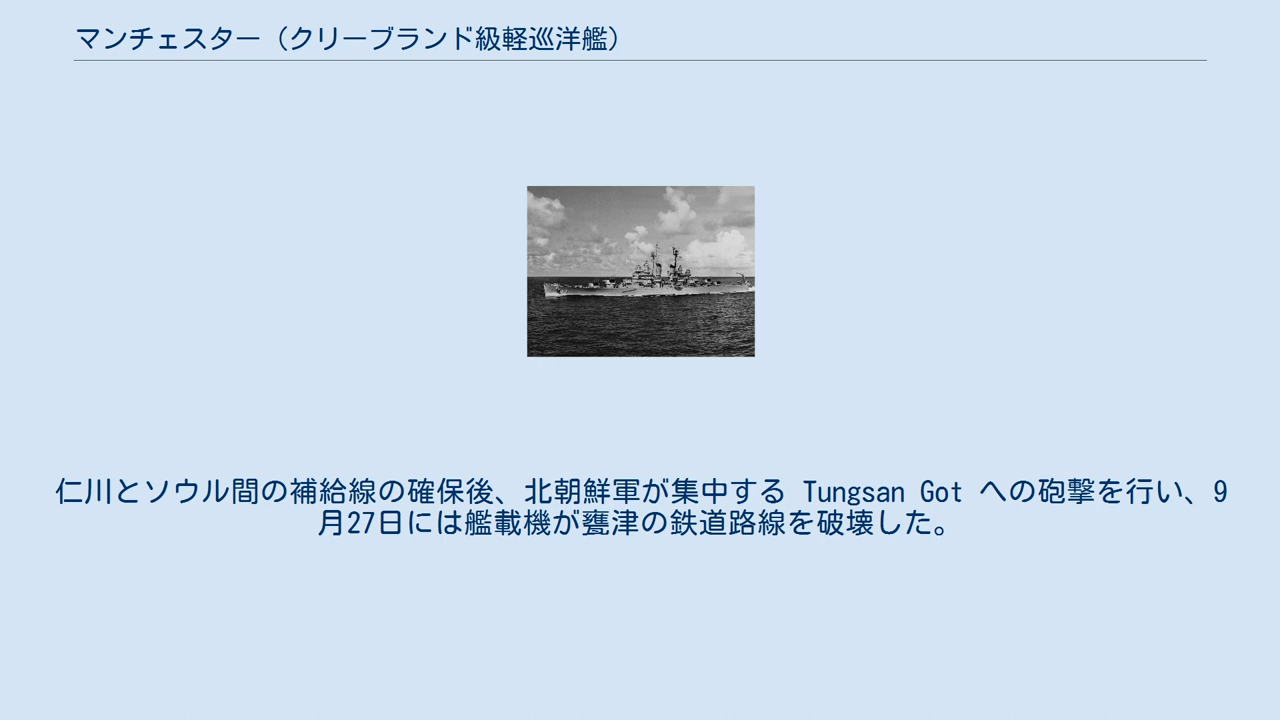 マンチェスター（クリーブランド級軽巡洋艦）
仁川とソウル間の補給線の確保後、北朝鮮軍が集中する Tungsan Got への砲撃を行い、9
月27日には艦載機が甕津の鉄道路線を破壊した。